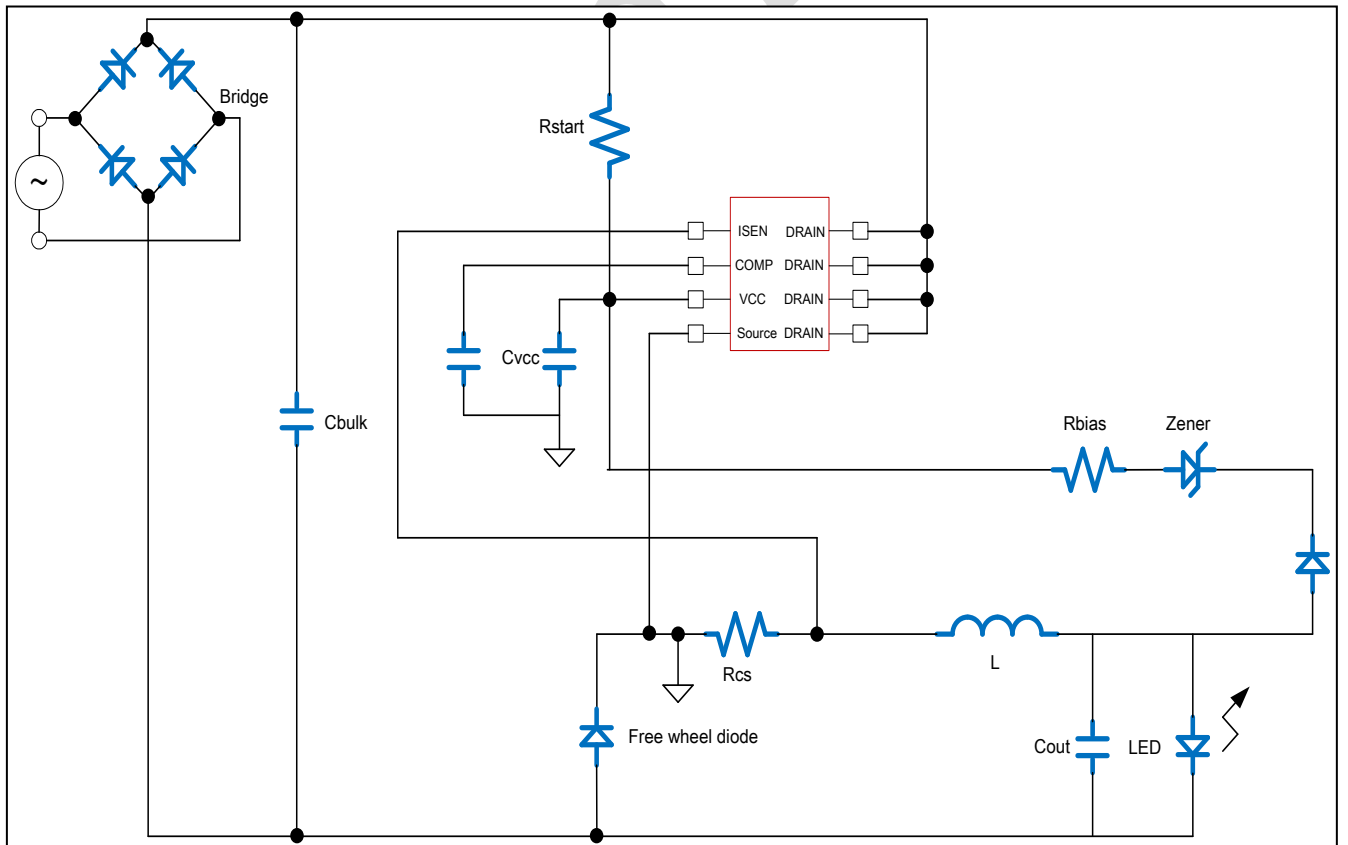 Bridge
~
Rstart
ISEN DRAIN
COMP DRAIN
VCC DRAIN
Source DRAIN
Cvcc
Cbulk
Rbias
Zener
Rcs
L
Free wheel diode
Cout
LED